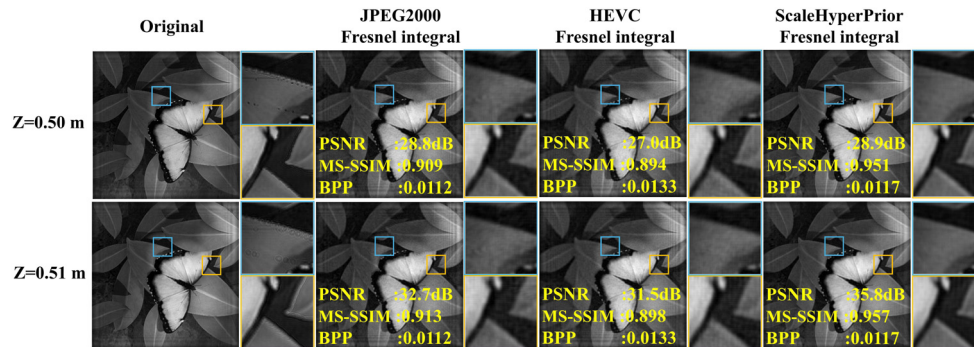 Original
JPEG2000
Fresnel integral
HEVC
Fresnel integral
ScaleHyperPrior
Fresnel integral
Z=0.50 m
PSNR :28.8dB
MS-SSIM :0.909
BPP :0.0112
PSNR :27.0dB
MS-SSIM :0.894
BPP :0.0133
PSNR :28.9dB
MS-SSIM :0.951
BPP :0.0117
Z=0.51 m
PSNR :32.7dB
MS-SSIM :0.913
BPP :0.0112
PSNR :31.5dB
MS-SSIM :0.898
BPP :0.0133
PSNR :35.8dB
MS-SSIM :0.957
BPP :0.0117